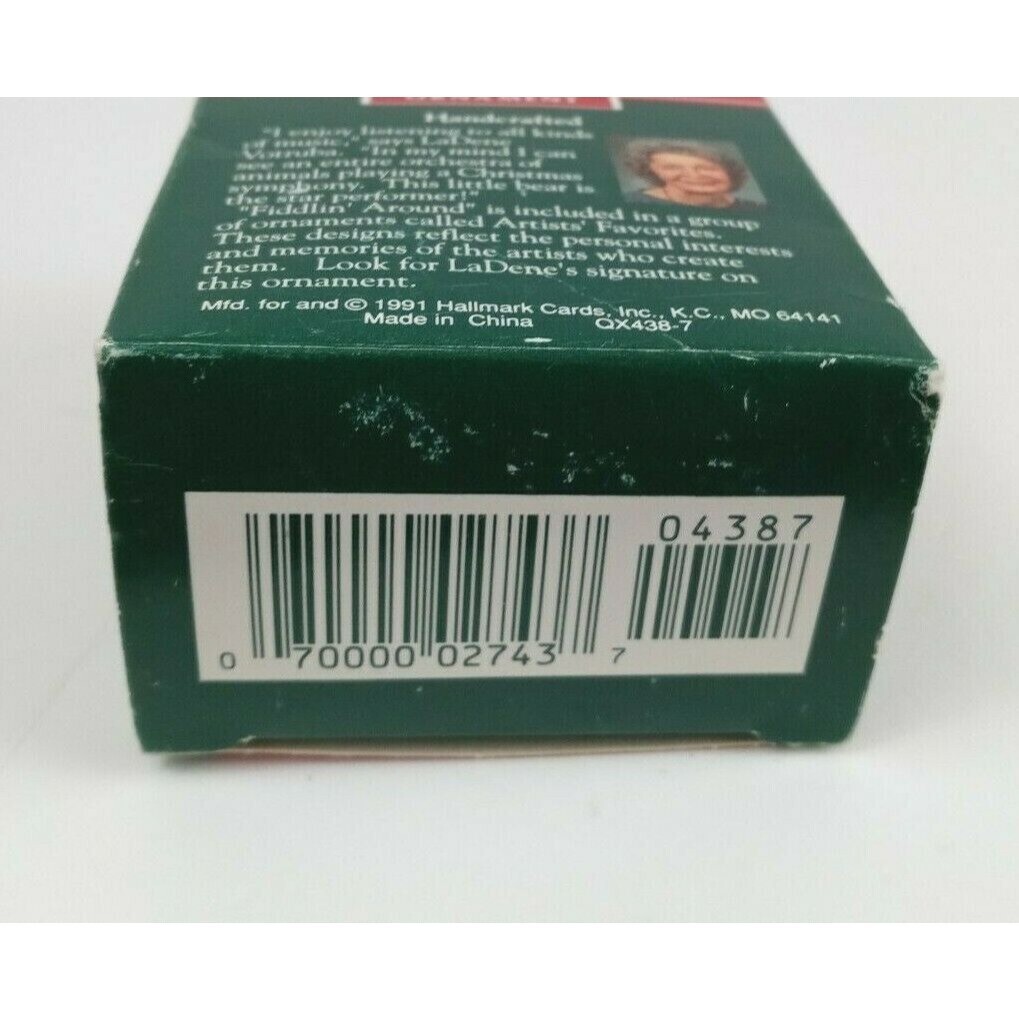 ORNAMENT
Handcrafted
"I enjoy listening to all kinds
of music," says LaDene
Votruba. "In my mind I can
see an entire orchestra of
animals playing a Christmas
symphony. This little bear is
the star performer!"
"Fiddlin' Around" is included in a group
of ornaments called Artists' Favorites.
These designs reflect the personal interests
and memories of the artists who create
them. Look for LaDene's signature on
this ornament.
Mfd. for and © 1991 Hallmark Cards, Inc., K.C., MO 64141
Made in China QX438-7
04387
0 70000 02743 7